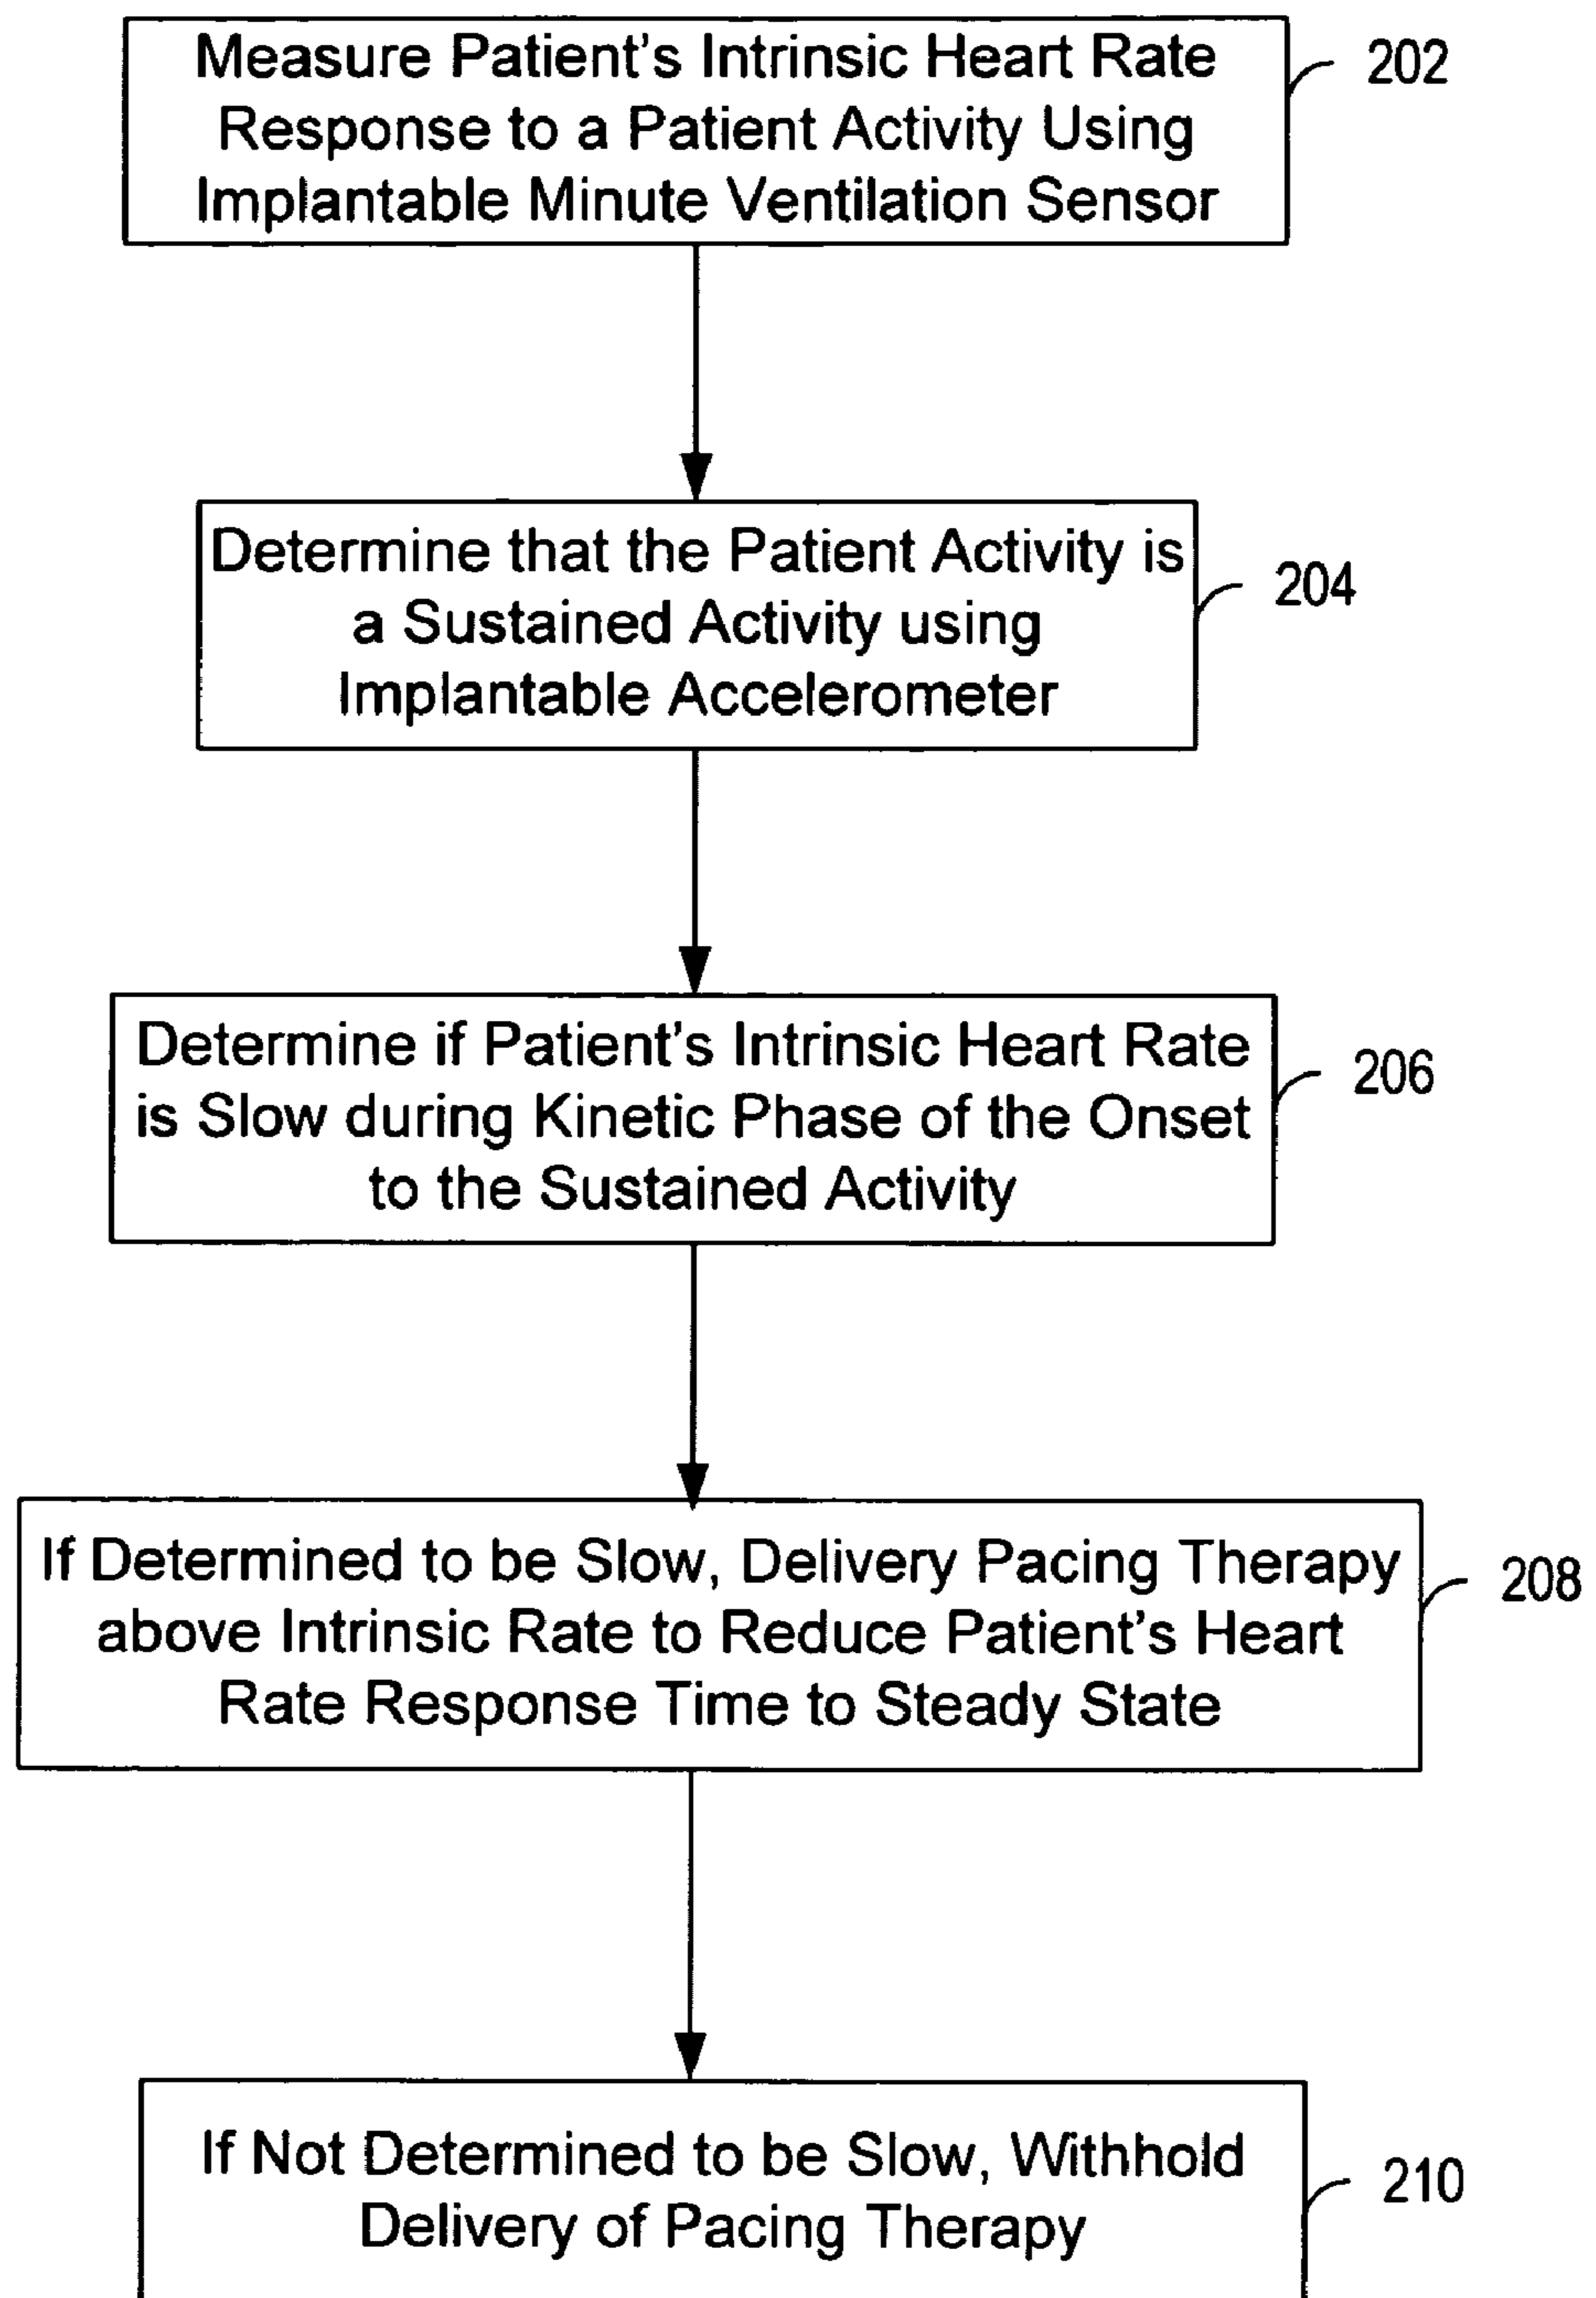 Measure Patient's Intrinsic Heart Rate
Response to a Patient Activity Using
Implantable Minute Ventilation Sensor
202
Determine that the Patient Activity is
a Sustained Activity using
Implantable Accelerometer
204
Determine if Patient's Intrinsic Heart Rate
is Slow during Kinetic Phase of the Onset
to the Sustained Activity
206
If Determined to be Slow, Delivery Pacing Therapy
above Intrinsic Rate to Reduce Patient's Heart
Rate Response Time to Steady State
208
If Not Determined to be Slow, Withhold
Delivery of Pacing Therapy
210